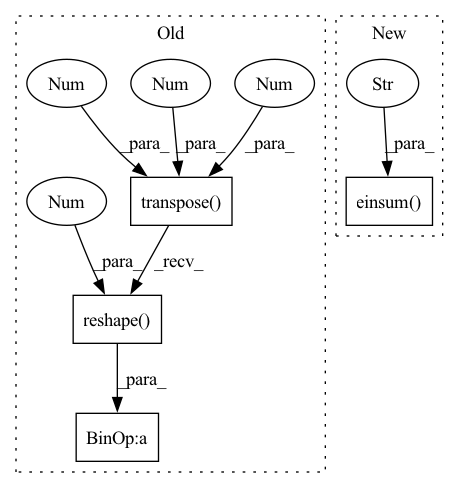 Old
New
Num
Num
Num
Str
_para_
_para_
_para_
_para_
Num
transpose()
einsum()
_para_
_recv_
reshape()
_para_
BinOp:a